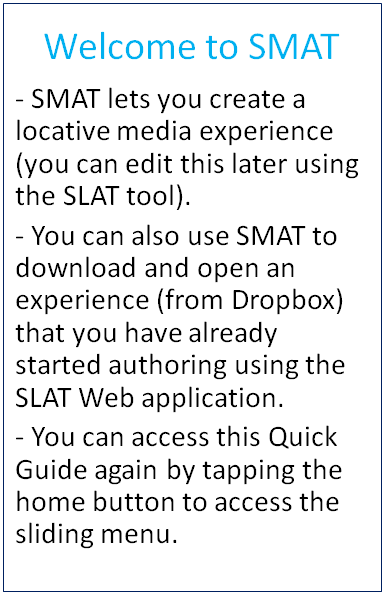 Welcome to SMAT
- SMAT lets you create a
locative media experience
(you can edit this later using
the SLAT tool).
- You can also use SMAT to
download and open an
experience (from Dropbox)
that you have already
started authoring using the
SLAT Web application.
- You can access this Quick
Guide again by tapping the
home button to access the
sliding menu.